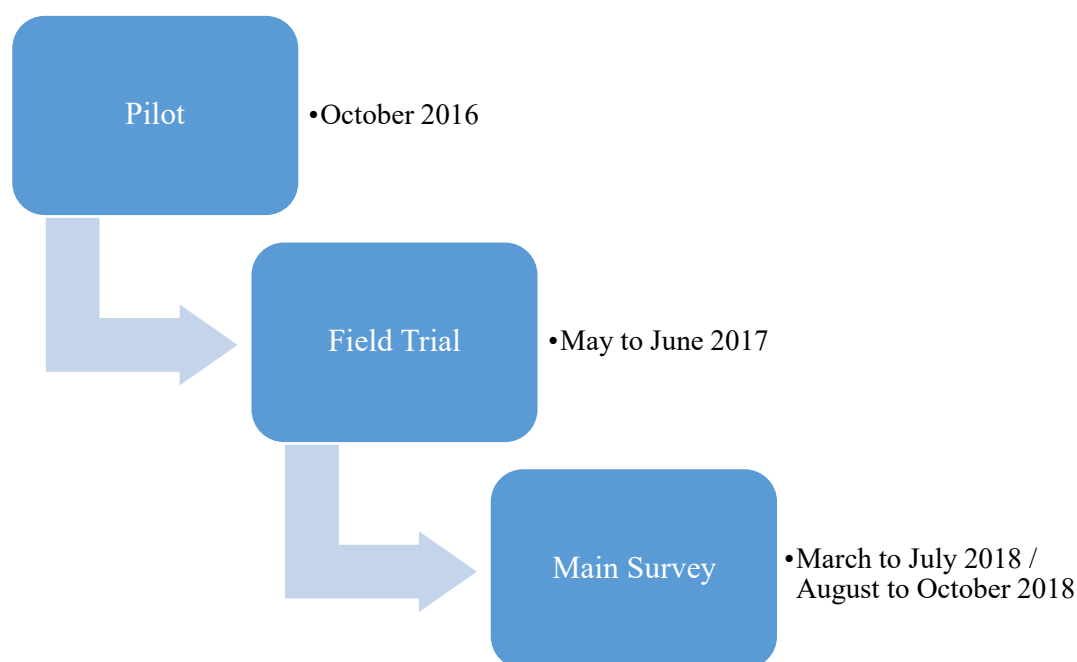 Pilot
•October 2016
Field Trial
•May to June 2017
Main Survey
•March to July 2018 /
August to October 2018